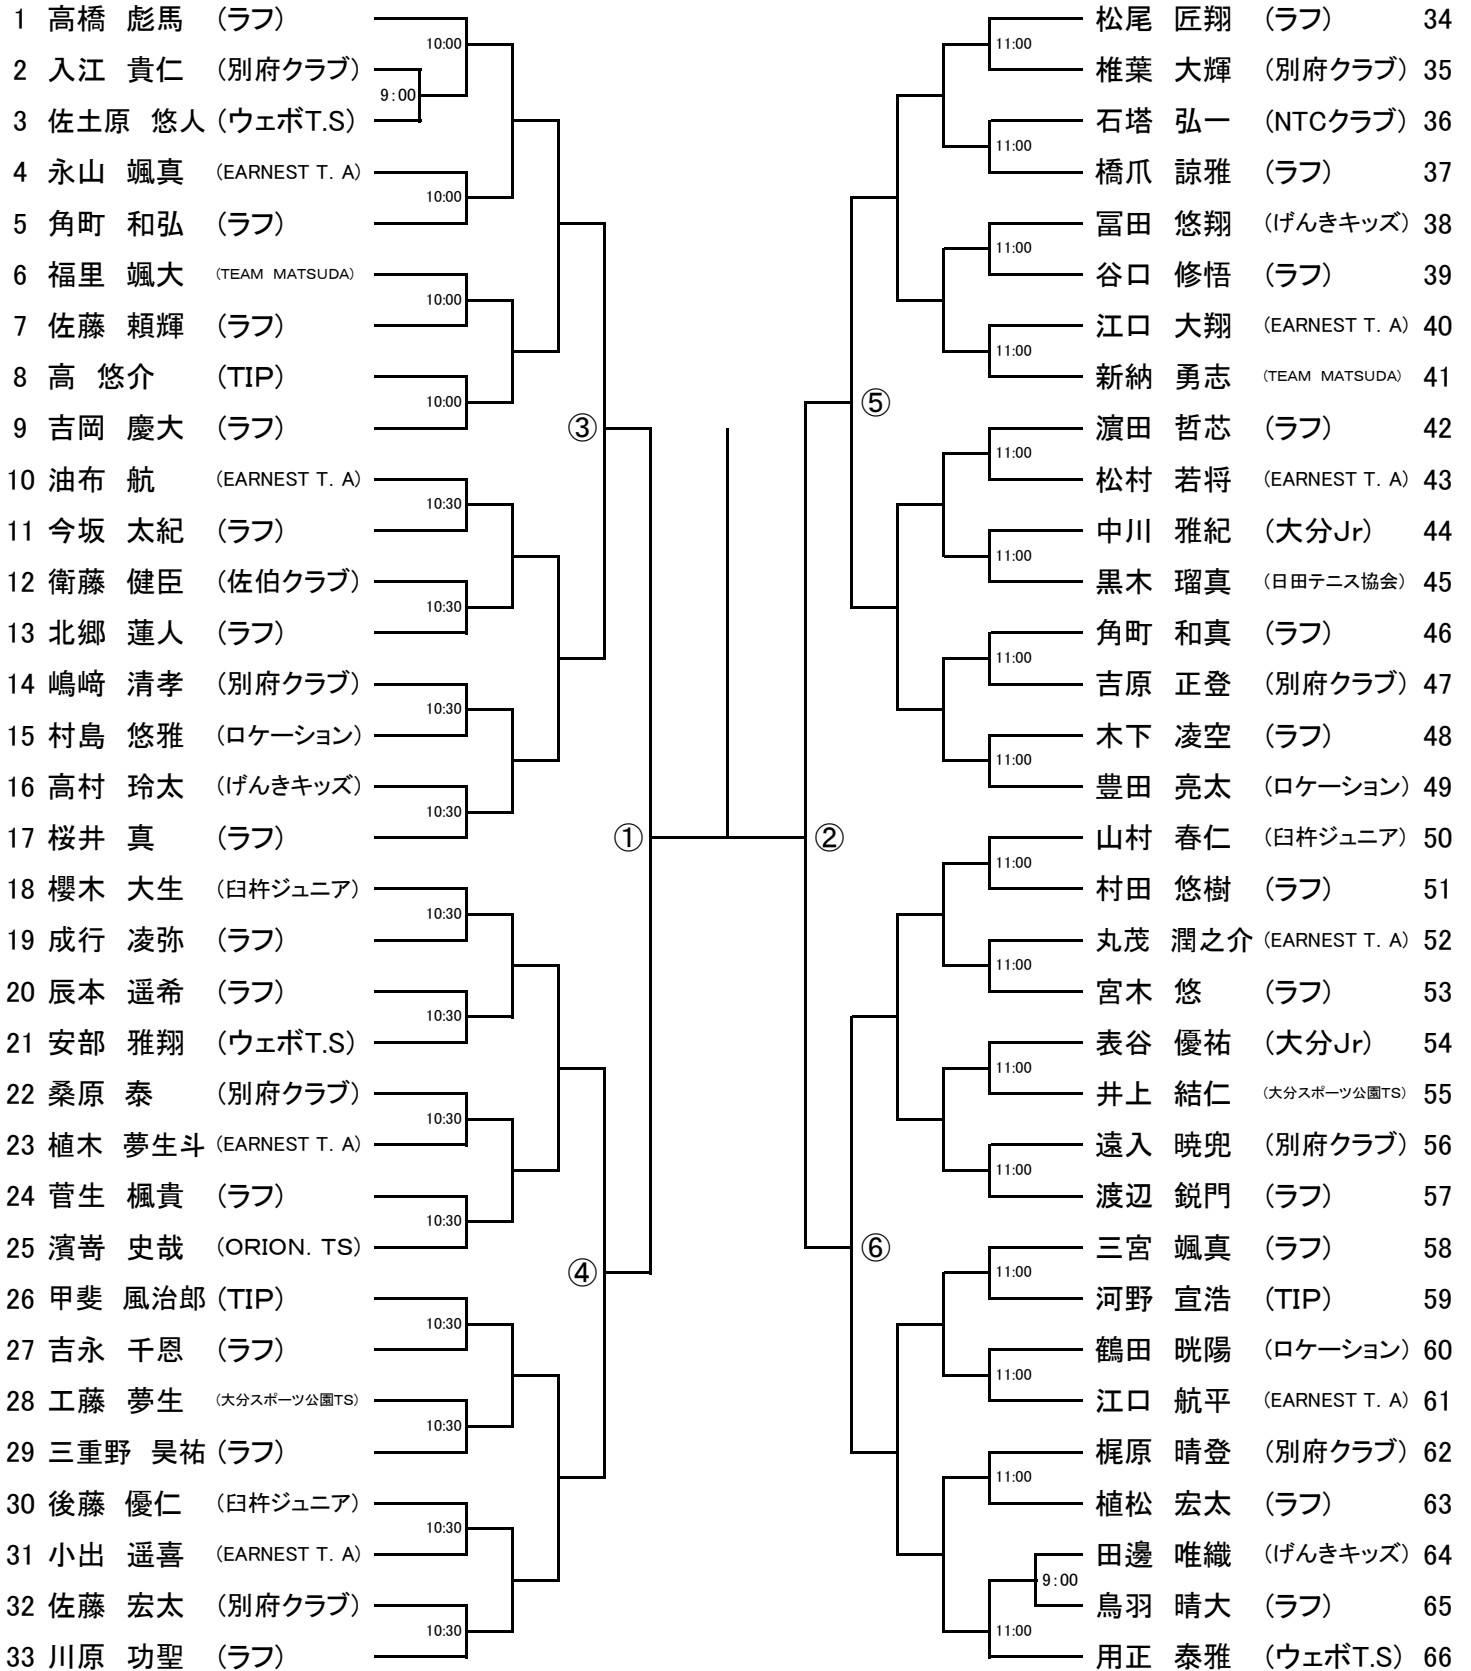 1 高橋 彪馬 (ラフ)
10:00
2 入江 貴仁 (別府クラブ)
9:00
3 佐土原 悠人 (ウェボT.S)
4 永山 颯真 (EARNEST T. A)
10:00
5 角町 和弘 (ラフ)
6 福里 颯大 (TEAM MATSUDA)
10:00
7 佐藤 頼輝 (ラフ)
8 高 悠介 (TIP)
10:00
9 吉岡 慶大 (ラフ)
③
10 油布 航 (EARNEST T. A)
10:30
11 今坂 太紀 (ラフ)
12 衛藤 健臣 (佐伯クラブ)
10:30
13 北郷 蓮人 (ラフ)
14 嶋﨑 清孝 (別府クラブ)
10:30
15 村島 悠雅 (ロケーション)
16 高村 玲太 (げんきキッズ)
10:30
17 桜井 真 (ラフ)
①
18 櫻木 大生 (臼杵ジュニア)
10:30
19 成行 凌弥 (ラフ)
20 辰本 遥希 (ラフ)
10:30
21 安部 雅翔 (ウェボT.S)
22 桑原 泰 (別府クラブ)
10:30
23 植木 夢生斗 (EARNEST T. A)
24 菅生 楓貴 (ラフ)
10:30
25 濱嵜 史哉 (ORION. TS)
④
26 甲斐 風治郎 (TIP)
10:30
27 吉永 千恩 (ラフ)
28 工藤 夢生 (大分スポーツ公園TS)
10:30
29 三重野 昊祐 (ラフ)
30 後藤 優仁 (臼杵ジュニア)
10:30
31 小出 遥喜 (EARNEST T. A)
32 佐藤 宏太 (別府クラブ)
10:30
33 川原 功聖 (ラフ)
松尾 匠翔 (ラフ) 34
11:00
椎葉 大輝 (別府クラブ) 35
石塔 弘一 (NTCクラブ) 36
11:00
橋爪 諒雅 (ラフ) 37
冨田 悠翔 (げんきキッズ) 38
11:00
谷口 修悟 (ラフ) 39
江口 大翔 (EARNEST T. A) 40
11:00
新納 勇志 (TEAM MATSUDA) 41
⑤
濵田 哲芯 (ラフ) 42
11:00
松村 若将 (EARNEST T. A) 43
中川 雅紀 (大分Jr) 44
11:00
黒木 瑠真 (日田テニス協会) 45
角町 和真 (ラフ) 46
11:00
吉原 正登 (別府クラブ) 47
木下 凌空 (ラフ) 48
11:00
豊田 亮太 (ロケーション) 49
②
山村 春仁 (臼杵ジュニア) 50
11:00
村田 悠樹 (ラフ) 51
丸茂 潤之介 (EARNEST T. A) 52
11:00
宮木 悠 (ラフ) 53
表谷 優祐 (大分Jr) 54
11:00
井上 結仁 (大分スポーツ公園TS) 55
遠入 暁兜 (別府クラブ) 56
11:00
渡辺 鋭門 (ラフ) 57
⑥
三宮 颯真 (ラフ) 58
11:00
河野 宣浩 (TIP) 59
鶴田 晄陽 (ロケーション) 60
11:00
江口 航平 (EARNEST T. A) 61
梶原 晴登 (別府クラブ) 62
11:00
植松 宏太 (ラフ) 63
田邊 唯織 (げんきキッズ) 64
9:00
鳥羽 晴大 (ラフ) 65
11:00
用正 泰雅 (ウェボT.S) 66